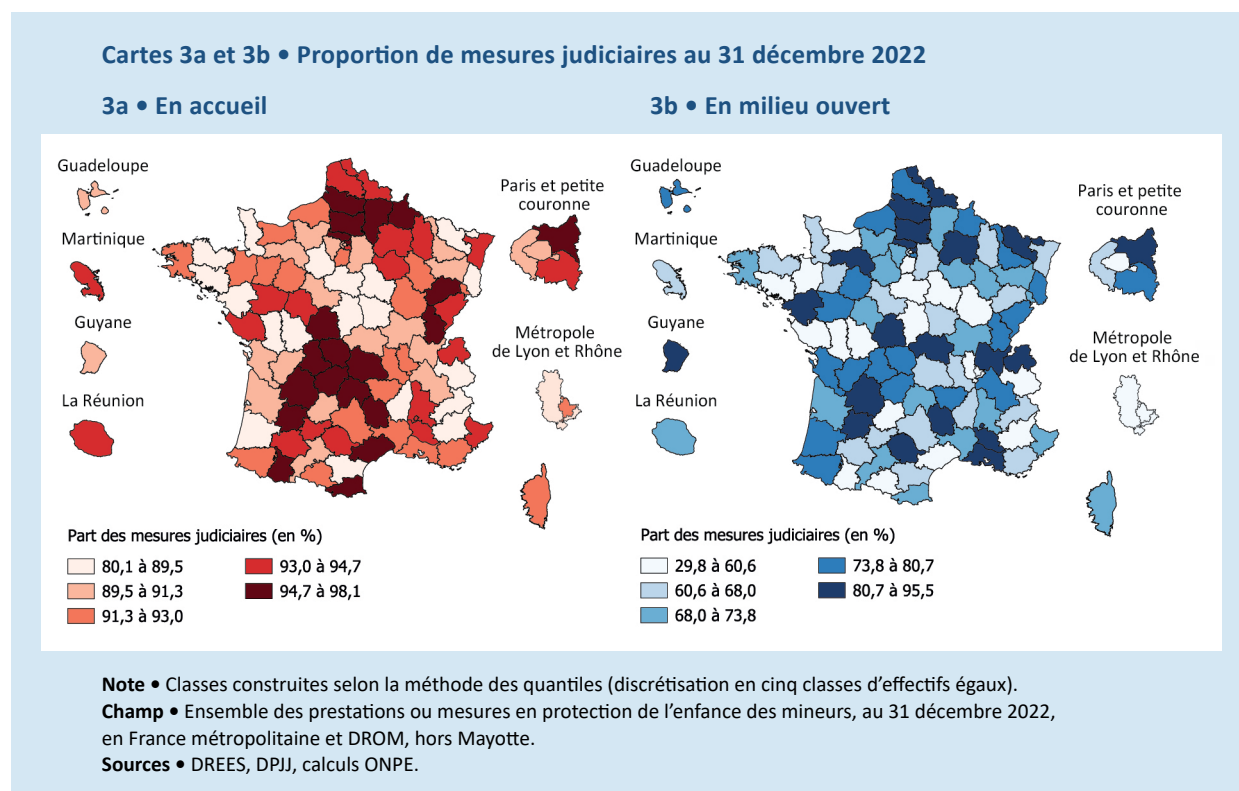 Cartes 3a et 3b • Proportion de mesures judiciaires au 31 décembre 2022
3a • En accueil
3b • En milieu ouvert
Guadeloupe
Martinique
Guyane
La Réunion
Paris et petite
couronne
Métropole
de Lyon et Rhône
Part des mesures judiciaires (en %)
80,1 à 89,5
89,5 à 91,3
91,3 à 93,0
93,0 à 94,7
94,7 à 98,1
Guadeloupe
Martinique
Guyane
La Réunion
Paris et petite
couronne
Métropole
de Lyon et Rhône
Part des mesures judiciaires (en %)
29,8 à 60,6
60,6 à 68,0
68,0 à 73,8
73,8 à 80,7
80,7 à 95,5
Note • Classes construites selon la méthode des quantiles (discrétisation en cinq classes d’effectifs égaux).
Champ • Ensemble des prestations ou mesures en protection de l’enfance des mineurs, au 31 décembre 2022,
en France métropolitaine et DROM, hors Mayotte.
Sources • DREES, DPJJ, calculs ONPE.